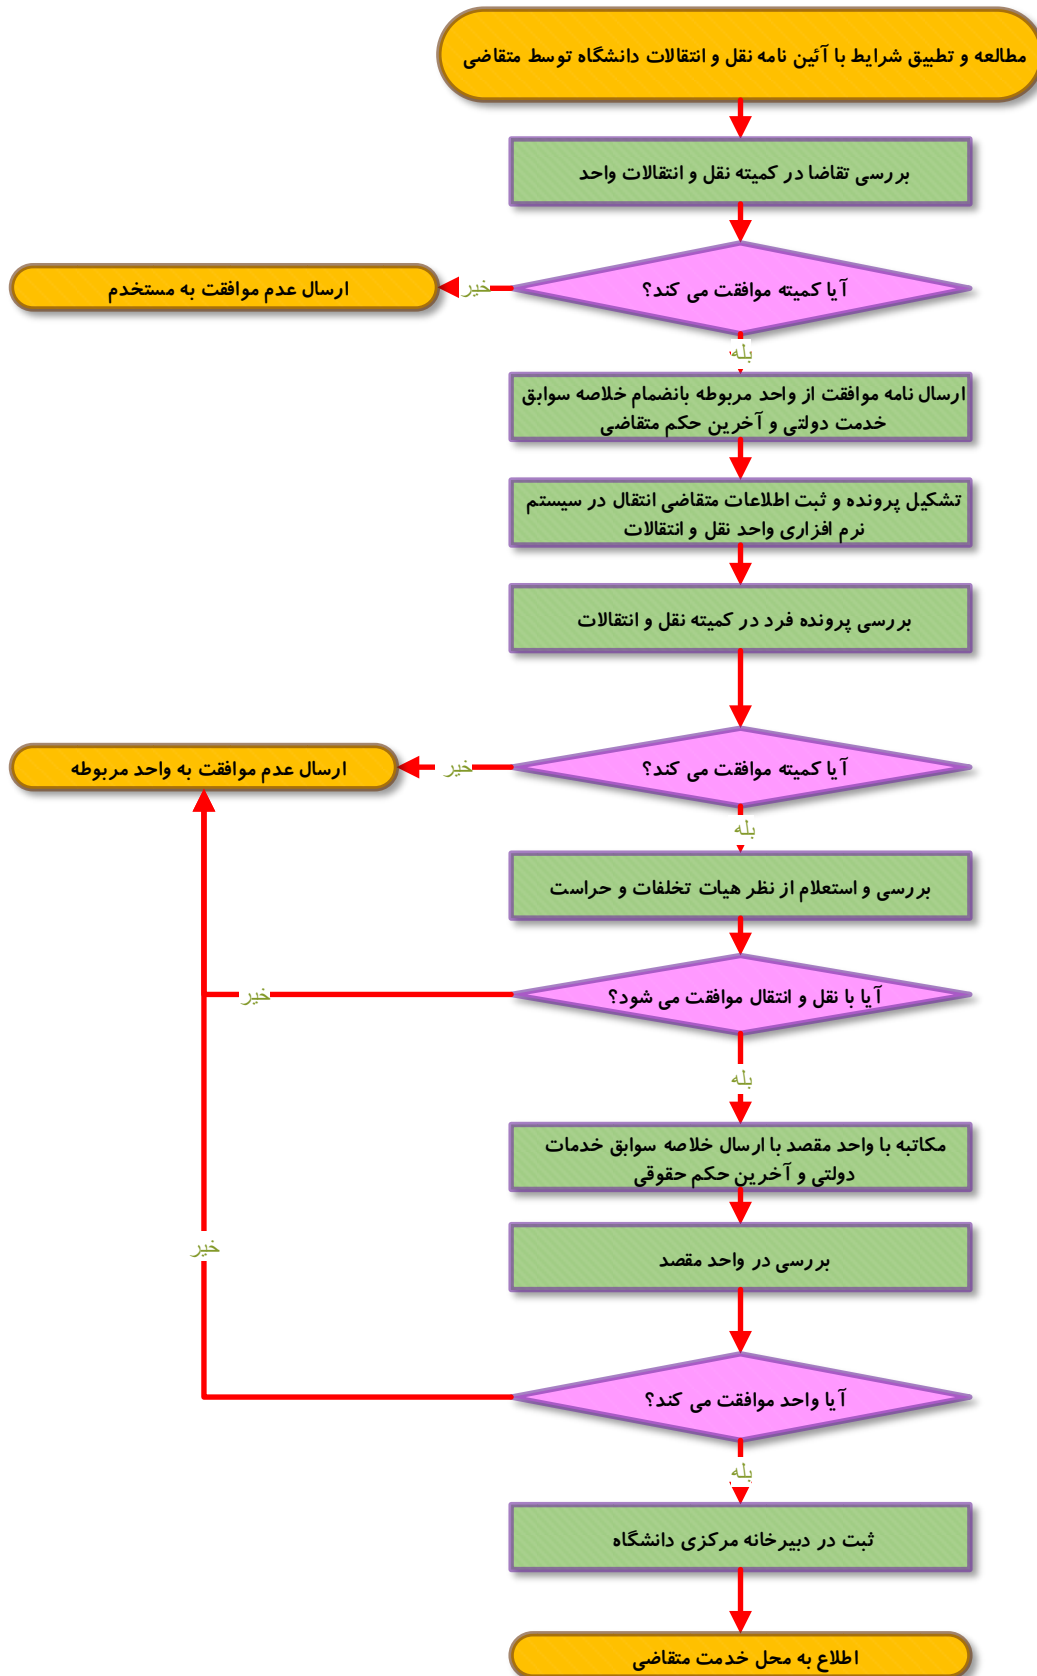 مطالعه و تطبیق شرایط با آئین نامه نقل و انتقالات دانشگاه توسط متقاضی
بررسی تقاضا در کمیته نقل و انتقالات واحد
آیا کمیته موافقت می کند؟
خیر
ارسال عدم موافقت به مستخدم
بله
ارسال نامه موافقت از واحد مربوطه بانضمام خلاصه سوابق
خدمت دولتی و آخرین حکم متقاضی
تشکیل پرونده و ثبت اطلاعات متقاضی انتقال در سیستم
نرم افزاری واحد نقل و انتقالات
بررسی پرونده فرد در کمیته نقل و انتقالات
آیا کمیته موافقت می کند؟
خیر
ارسال عدم موافقت به واحد مربوطه
بله
بررسی و استعلام از نظر هیات تخلفات و حراست
آیا با نقل و انتقال موافقت می شود؟
خیر
بله
مکاتبه با واحد مقصد با ارسال خلاصه سوابق خدمات
دولتی و آخرین حکم حقوقی
بررسی در واحد مقصد
خیر
آیا واحد موافقت می کند؟
بله
ثبت در دبیرخانه مرکزی دانشگاه
اطلاع به محل خدمت متقاضی